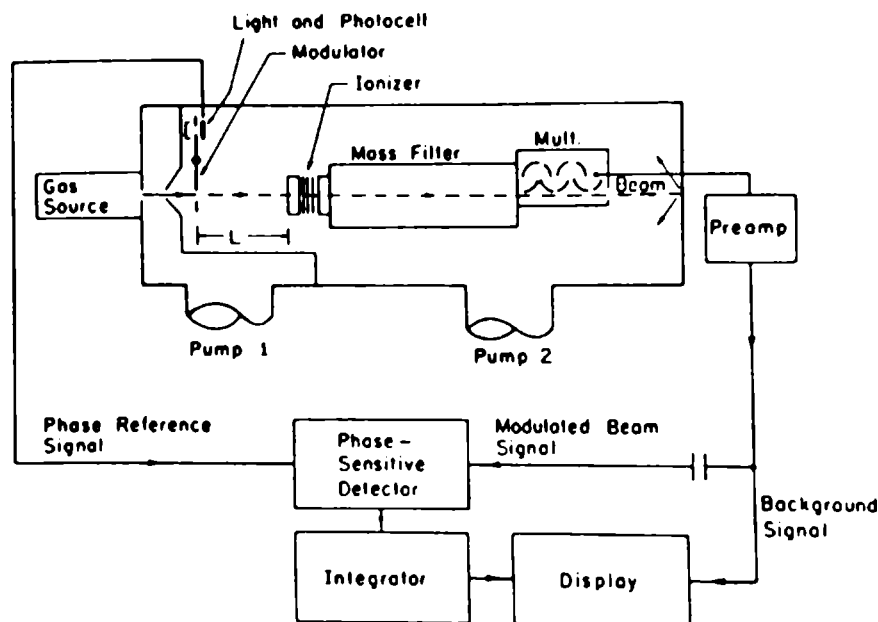 Light and Photocell
Modulator
Ionizer
Mult.
Mass Filter
Gas
Source
Beam
Preamp
L
Pump 1
Pump 2
Phase Reference
Signal
Phase-
Sensitive
Detector
Modulated Beam
Signal
Background
Signal
Integrator
Display